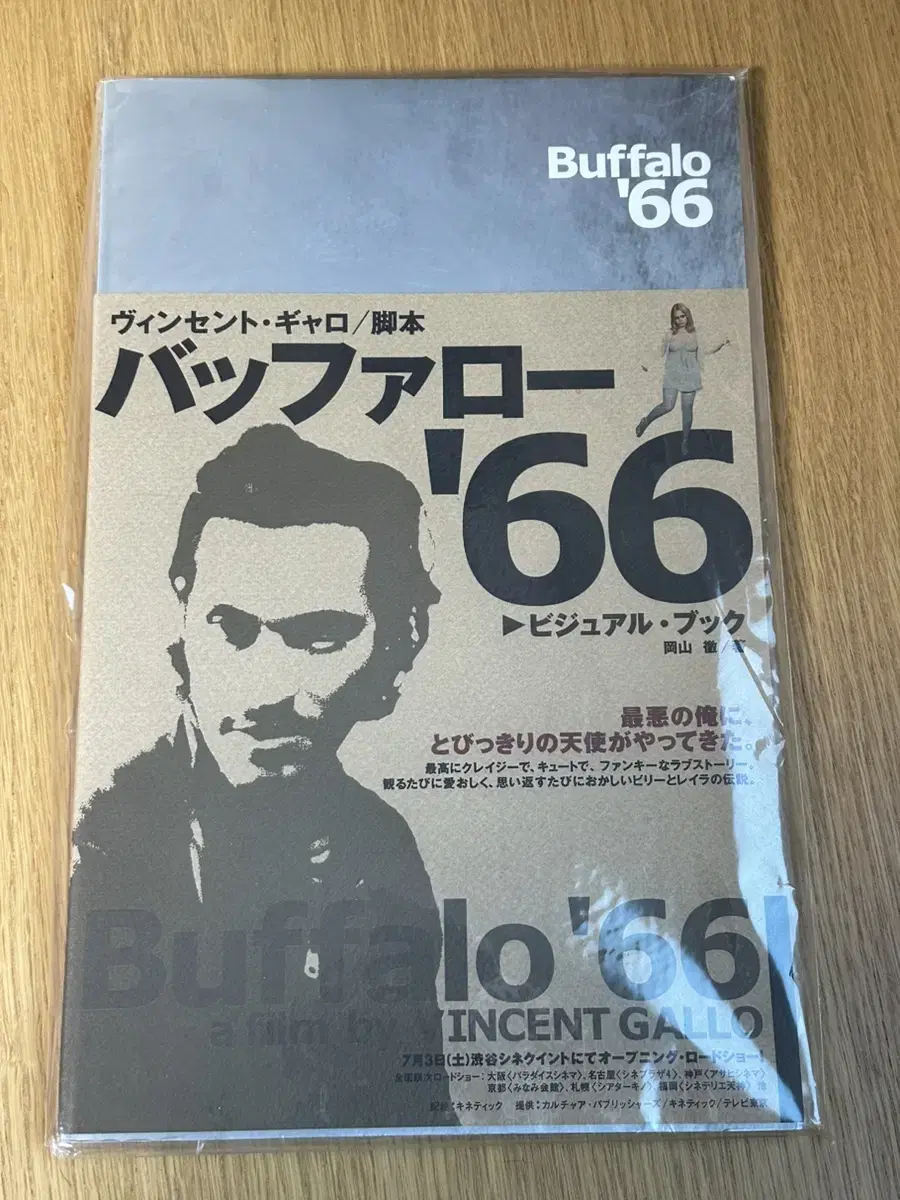 Buffalo
'66
ヴィンセント・ギャロ/脚本
バッファロー
'66
▶ビジュアル・ブック
岡山 徹/著
最悪の俺に、
とびっきりの天使がやってきた。
最高にクレイジーで、キュートで、ファンキーなラブストーリー。
観るたびに愛おしく、思い返すたびにおかしいビリーとレイラの伝説。
Buffalo '66
a film by VINCENT GALLO
7月3日(土)渋谷シネクイントにてオープニング・ロードショー!
全国順次ロードショー:大阪〈パラダイスシネマ〉、名古屋〈シネプラザ4〉、神戸〈アサヒシネマ〉
京都〈みなみ会館〉、札幌〈シアターキノ〉、福岡〈シネテリエ天神〉他
配給:キネティック 提供:カルチャア・パブリッシャーズ/キネティック/テレビ東京